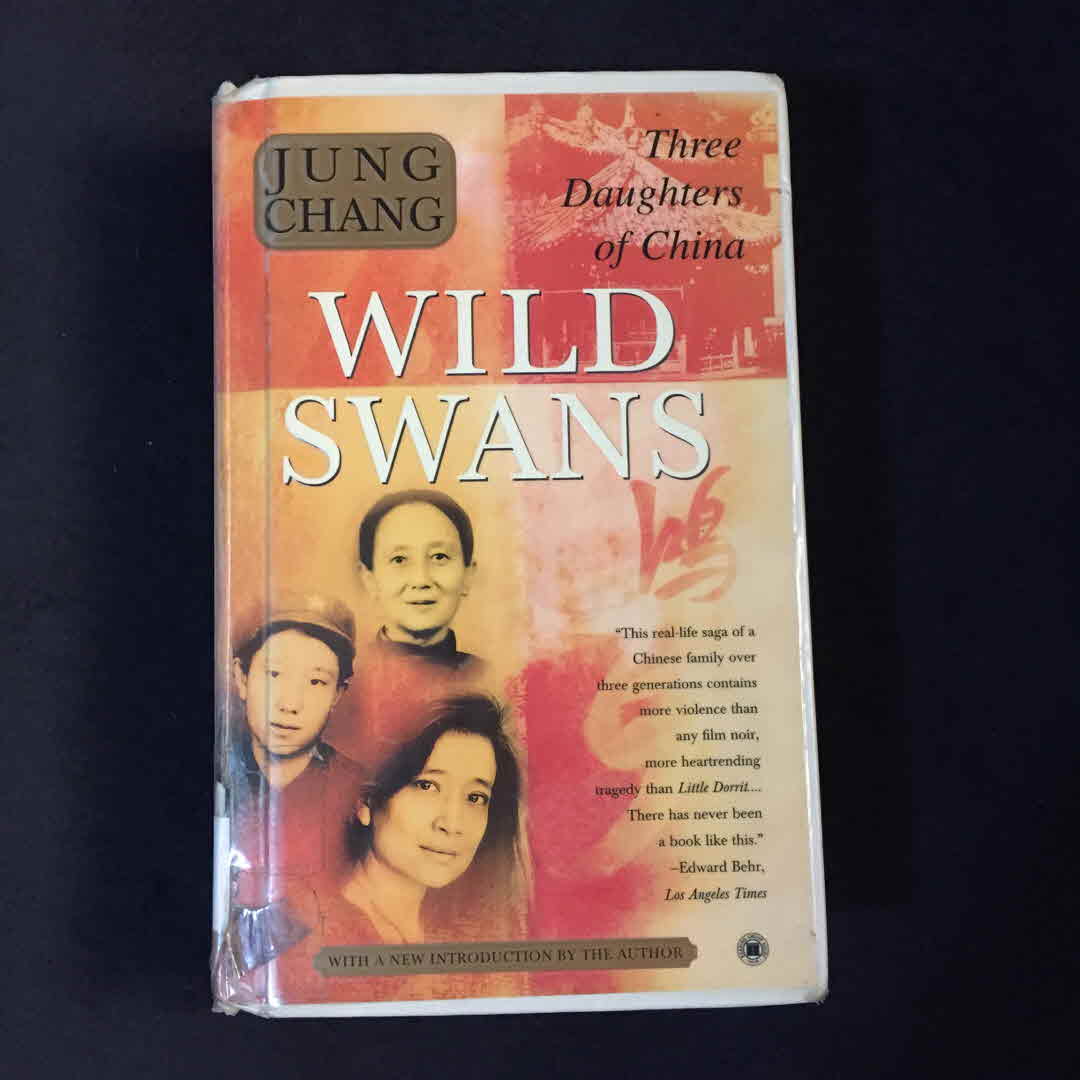 JUNG
CHANG
Three
Daughters
of China
WILD
SWANS
鴻
“This real-life saga of a
Chinese family over
three generations contains
more violence than
any film noir,
more heartrending
tragedy than Little Dorrit....
There has never been
a book like this.”
–Edward Behr,
Los Angeles Times
WITH A NEW INTRODUCTION BY THE AUTHOR